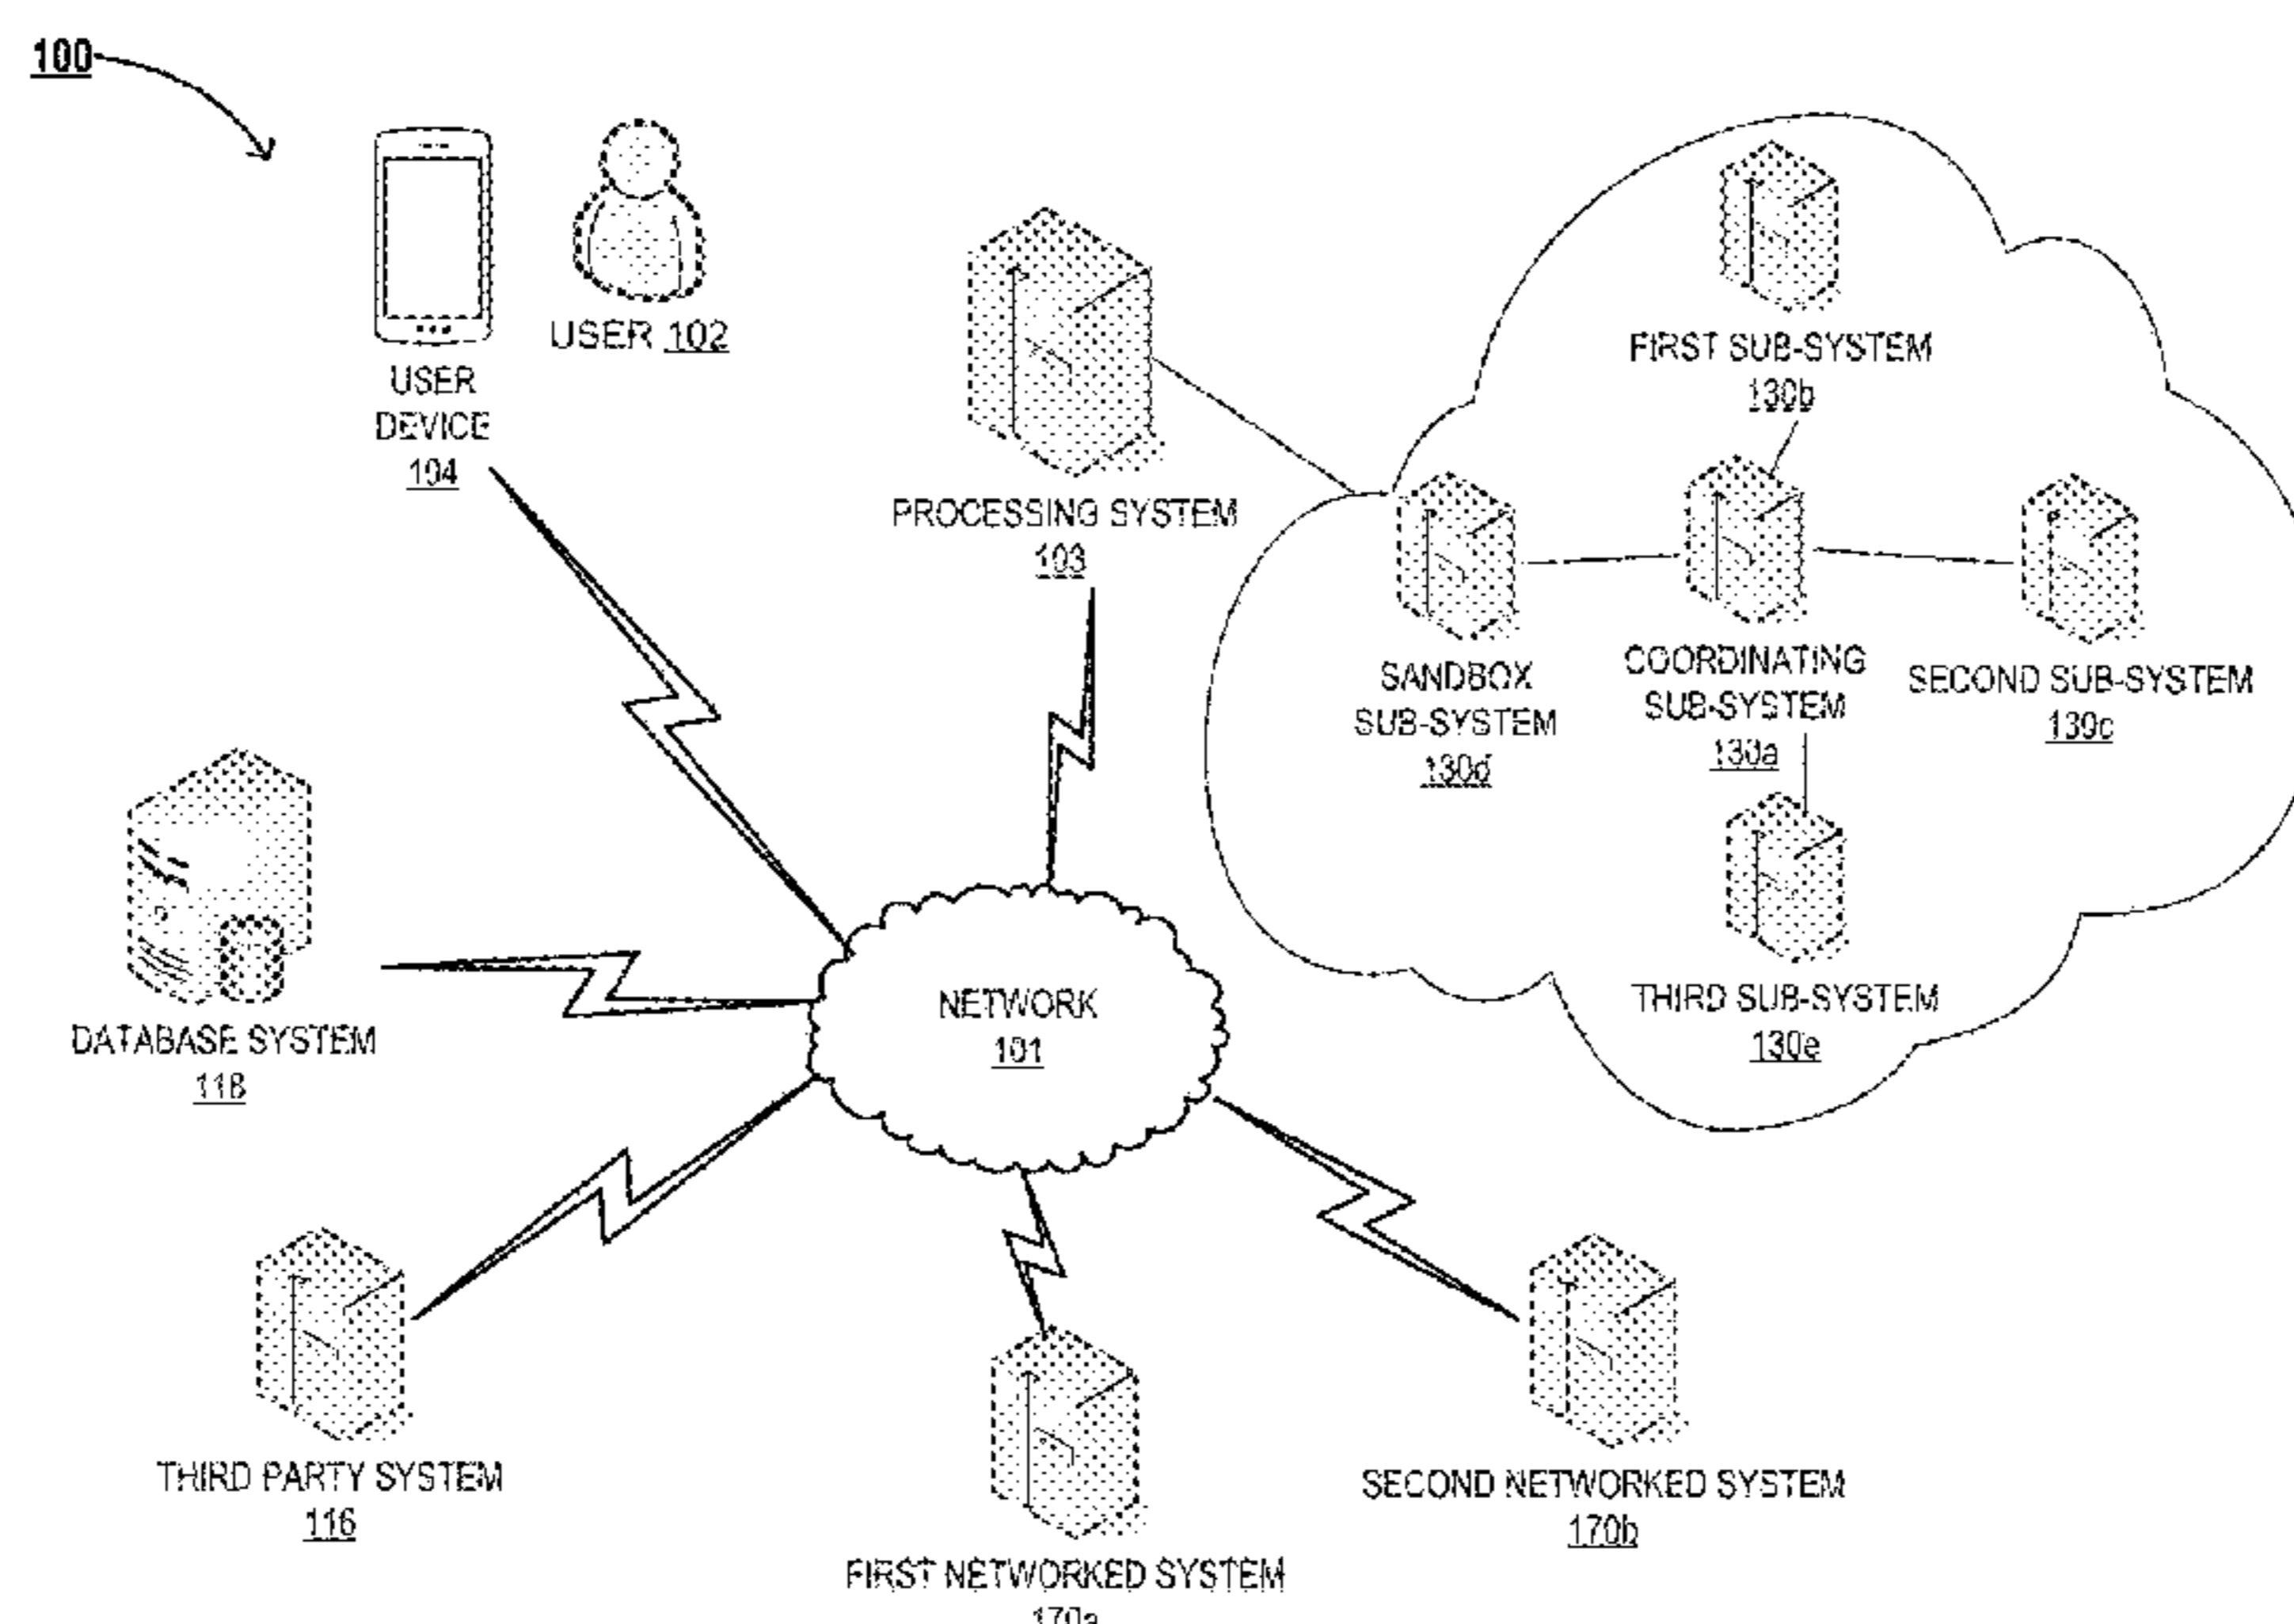 100
USER 102
USER
DEVICE
104
PROCESSING SYSTEM
103
FIRST SUB-SYSTEM
130b
SANDBOX
SUB-SYSTEM
130d
COORDINATING
SUB-SYSTEM
130a
SECOND SUB-SYSTEM
130c
THIRD SUB-SYSTEM
130e
DATABASE SYSTEM
118
NETWORK
101
THIRD PARTY SYSTEM
116
FIRST NETWORKED SYSTEM
170a
SECOND NETWORKED SYSTEM
170b